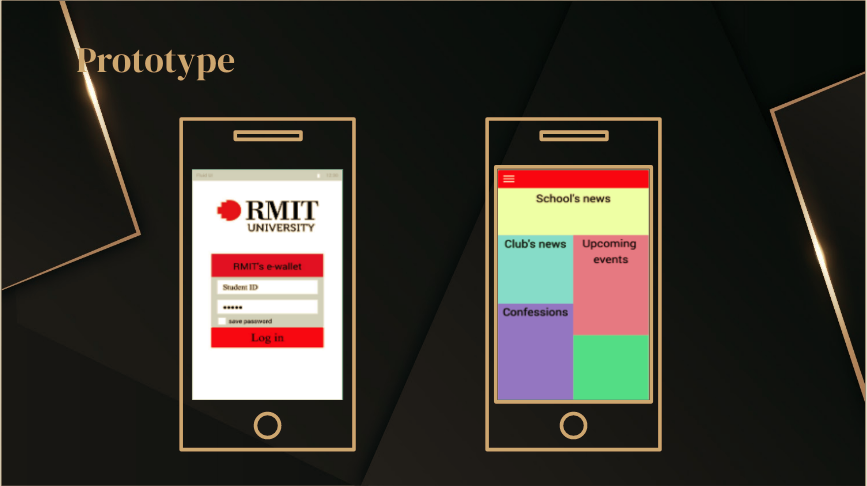 Prototype
RMIT
UNIVERSITY
RMIT's e-wallet
Student ID
•••••
save password
Log in
School's news
Club's news
Upcoming
events
Confessions